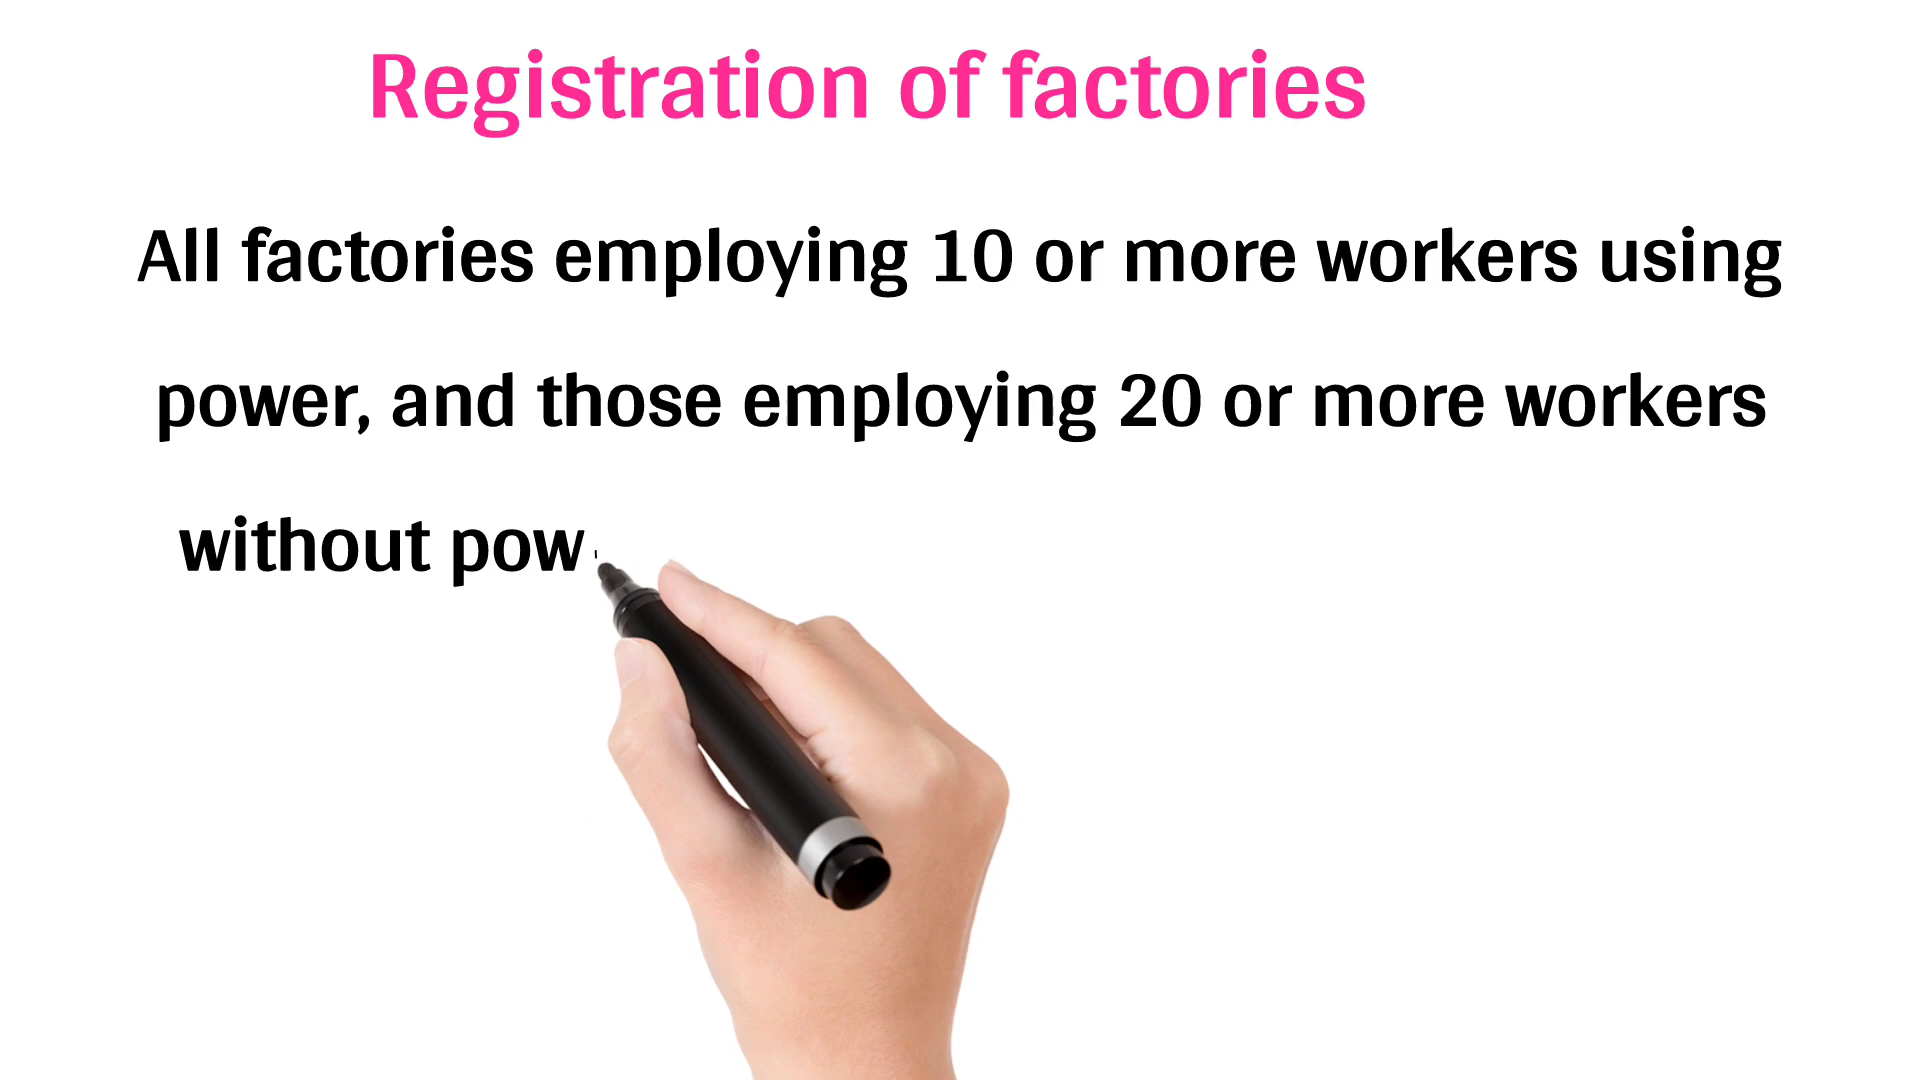 Registration of factories
All factories employing 10 or more workers using
power, and those employing 20 or more workers
without pow